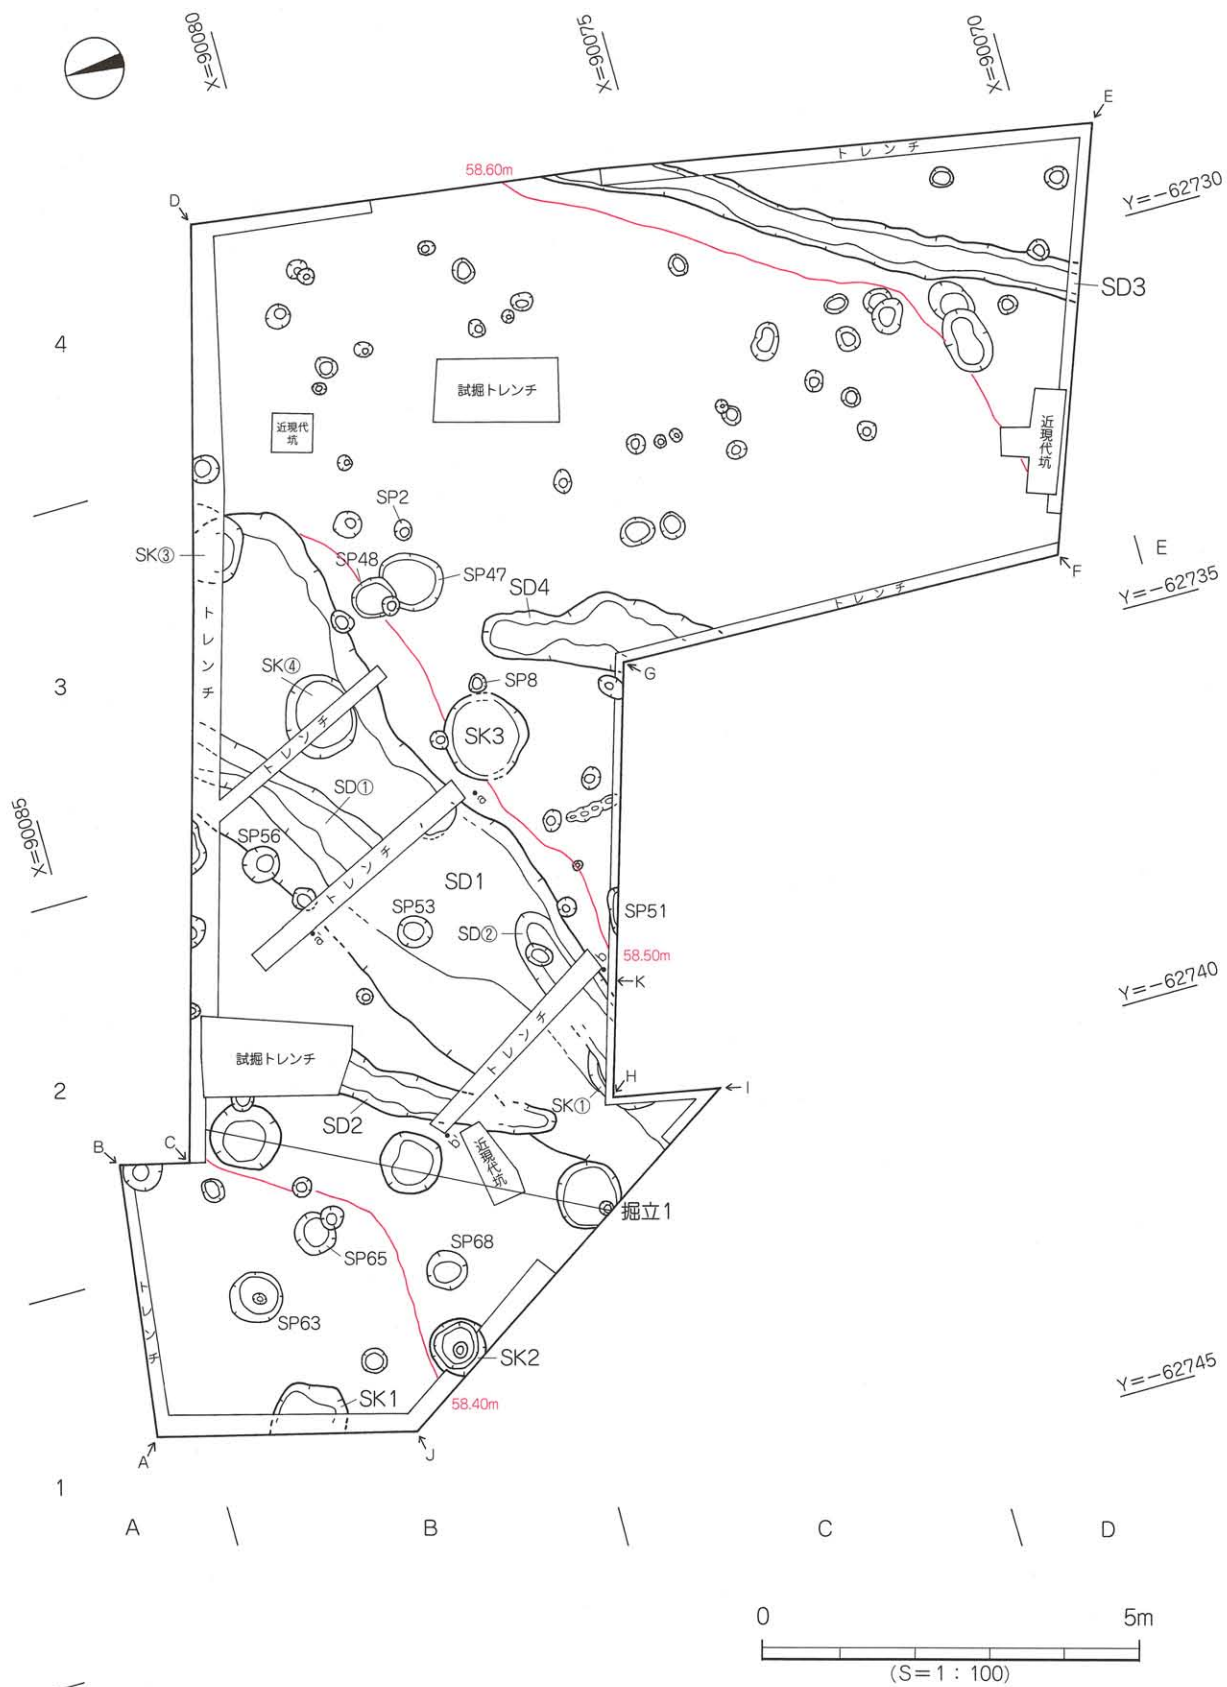 X=90080
X=90075
X=90070
E
トレンチ
58.60m
D
Y=-62730
SD3
4
試掘トレンチ
近現代坑
近現代坑
SP2
SK③
SP48
SP47
F
E
SD4
トレンチ
Y=-62735
トレンチ
G
SK④
SP8
3
SK3
トレンチ
SD①
a
X=90085
SP56
トレンチ
SD1
SP53
SP51
a'
SD②
58.50m
b
K
Y=-62740
トレンチ
試掘トレンチ
H
I
2
SK①
SD2
B
C
b'
近現代坑
掘立1
SP65
SP68
トレンチ
SP63
SK2
Y=-62745
SK1
58.40m
A
J
1
A
B
C
D
0
5m
(S=1:100)